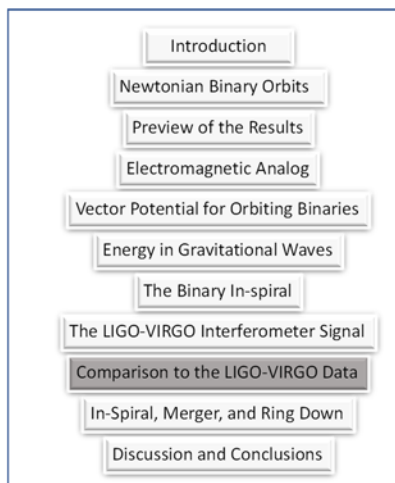 Introduction
Newtonian Binary Orbits
Preview of the Results
Electromagnetic Analog
Vector Potential for Orbiting Binaries
Energy in Gravitational Waves
The Binary In-spiral
The LIGO-VIRGO Interferometer Signal
Comparison to the LIGO-VIRGO Data
In-Spiral, Merger, and Ring Down
Discussion and Conclusions